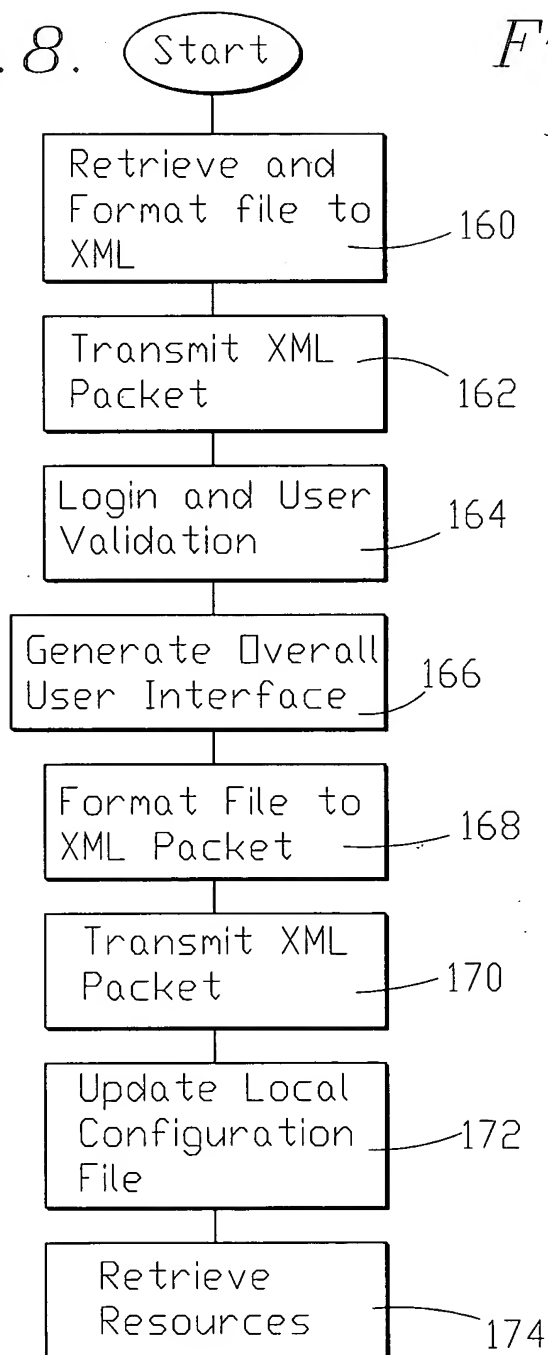 .8.
Start
F
Retrieve and
Format file to
XML
160
Transmit XML
Packet
162
Login and User
Validation
164
Generate Overall
User Interface
166
Format File to
XML Packet
168
Transmit XML
Packet
170
Update Local
Configuration
File
172
Retrieve
Resources
174